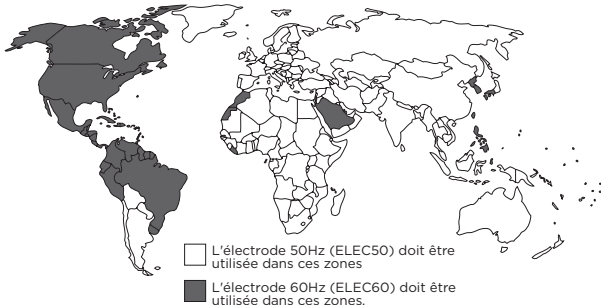 L'électrode 50Hz (ELEC50) doit être
utilisée dans ces zones
L'électrode 60Hz (ELEC60) doit être
utilisée dans ces zones.